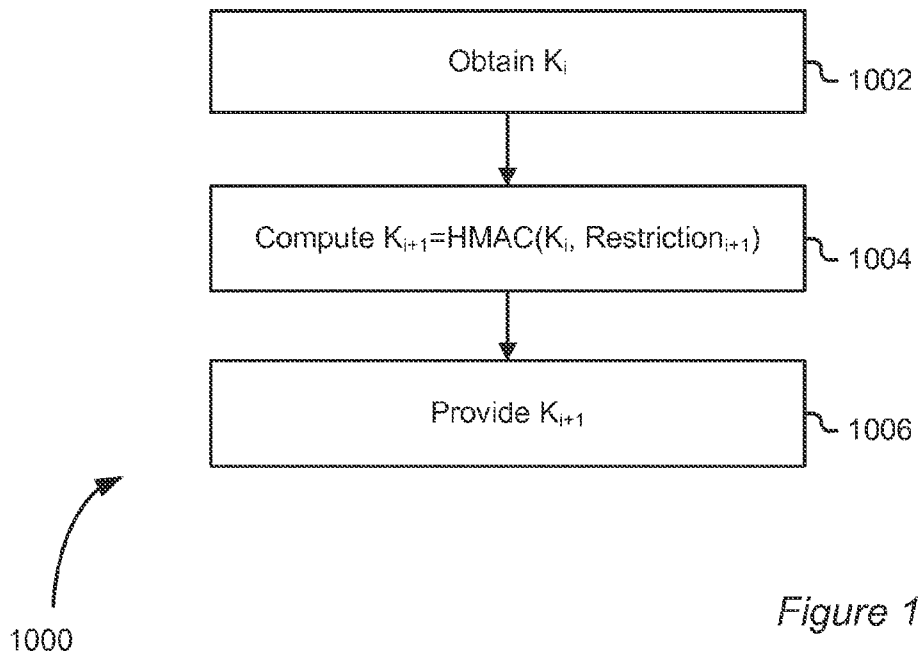 Obtain Kᵢ
1002
Compute Kᵢ₊₁=HMAC(Kᵢ, Restrictionᵢ₊₁)
1004
Provide Kᵢ₊₁
1006
1000
Figure 1